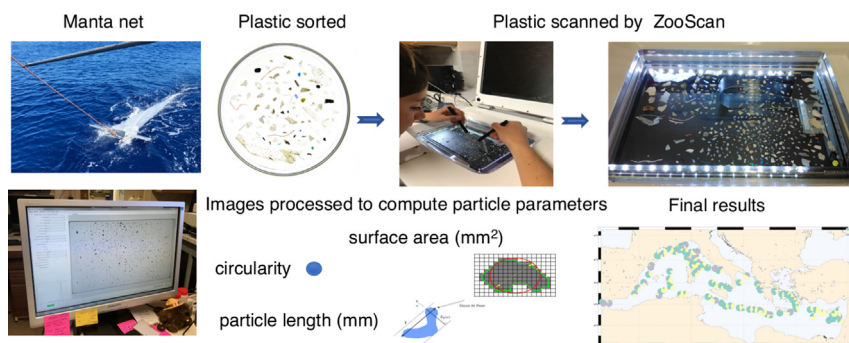 Manta net
Plastic sorted
Plastic scanned by ZooScan
Images processed to compute particle parameters
Final results
surface area (mm²)
circularity
particle length (mm)